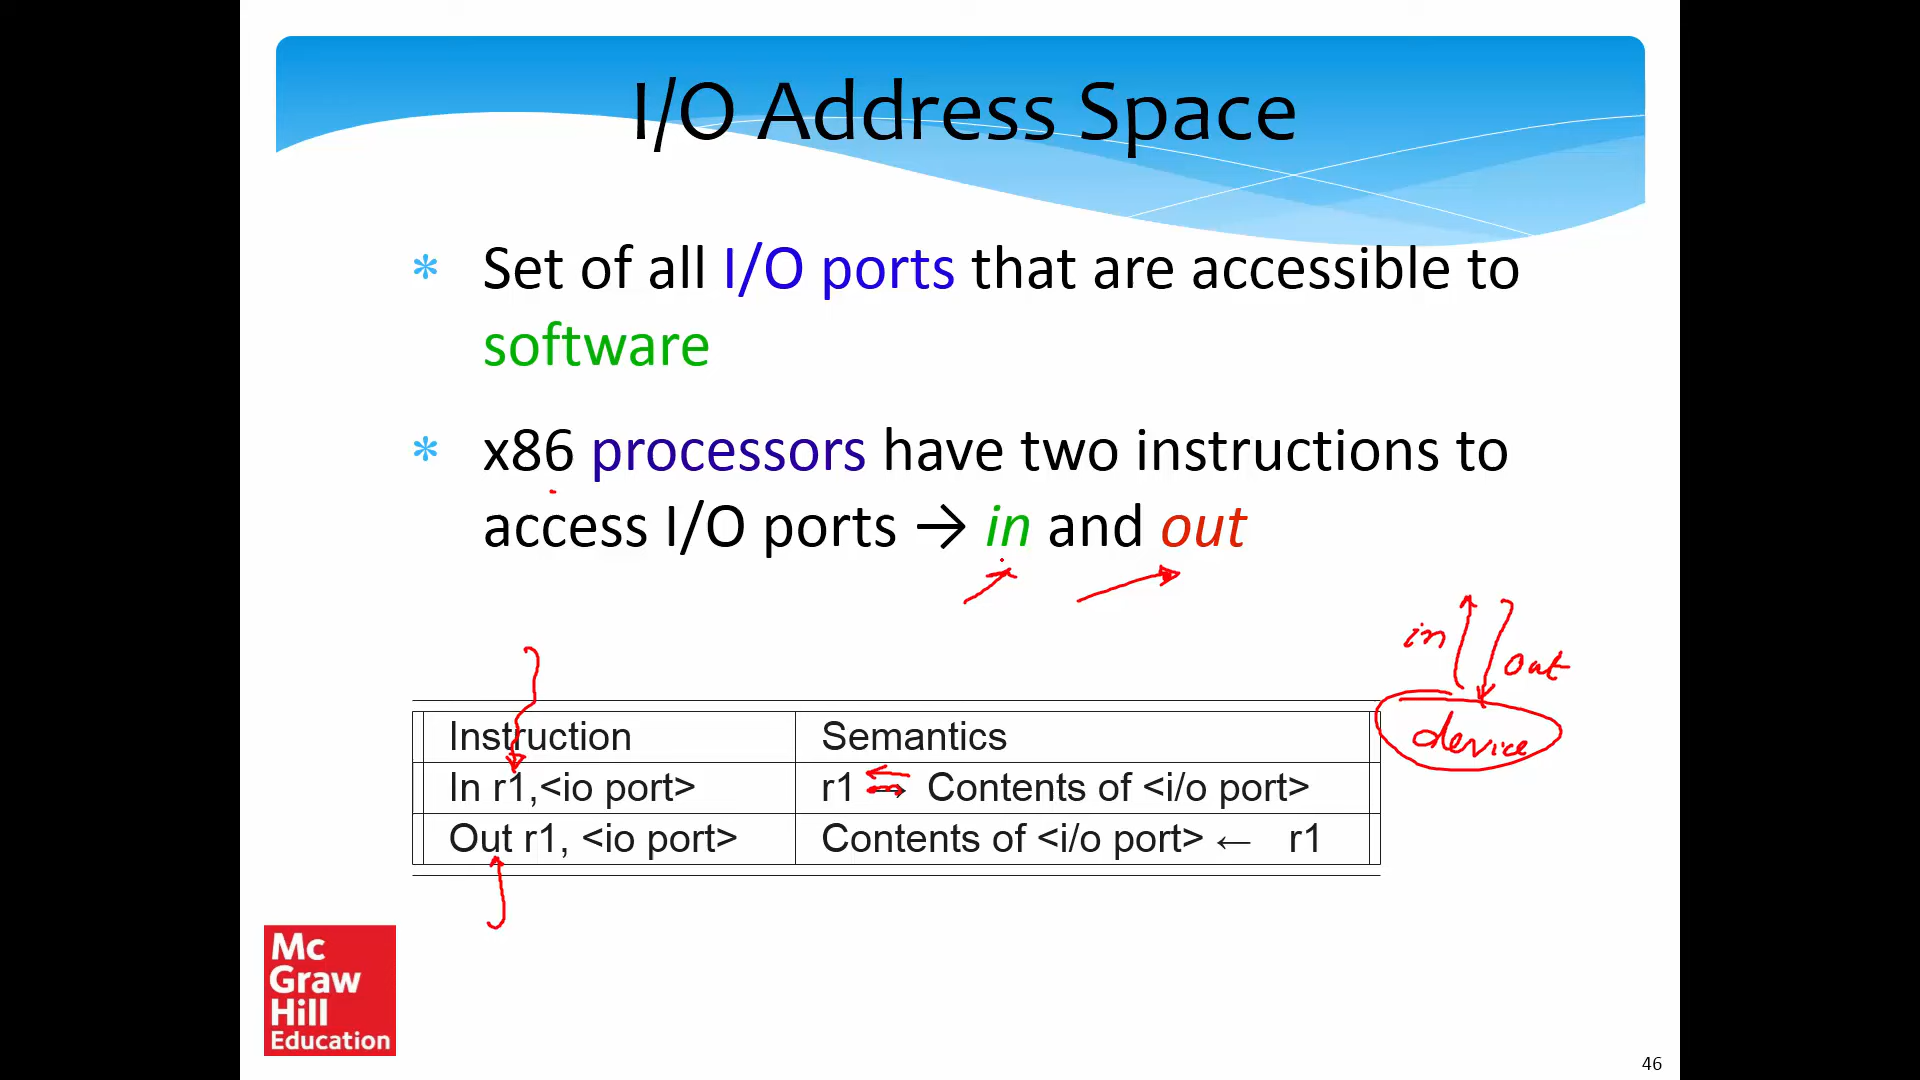 I/O Address Space
* Set of all I/O ports that are accessible to
software
* x86 processors have two instructions to
access I/O ports → in and out
in
out
device
Instruction Semantics
In r1,<io port> r1 → Contents of <i/o port>
Out r1, <io port> Contents of <i/o port> ← r1
Mc
Graw
Hill
Education
46